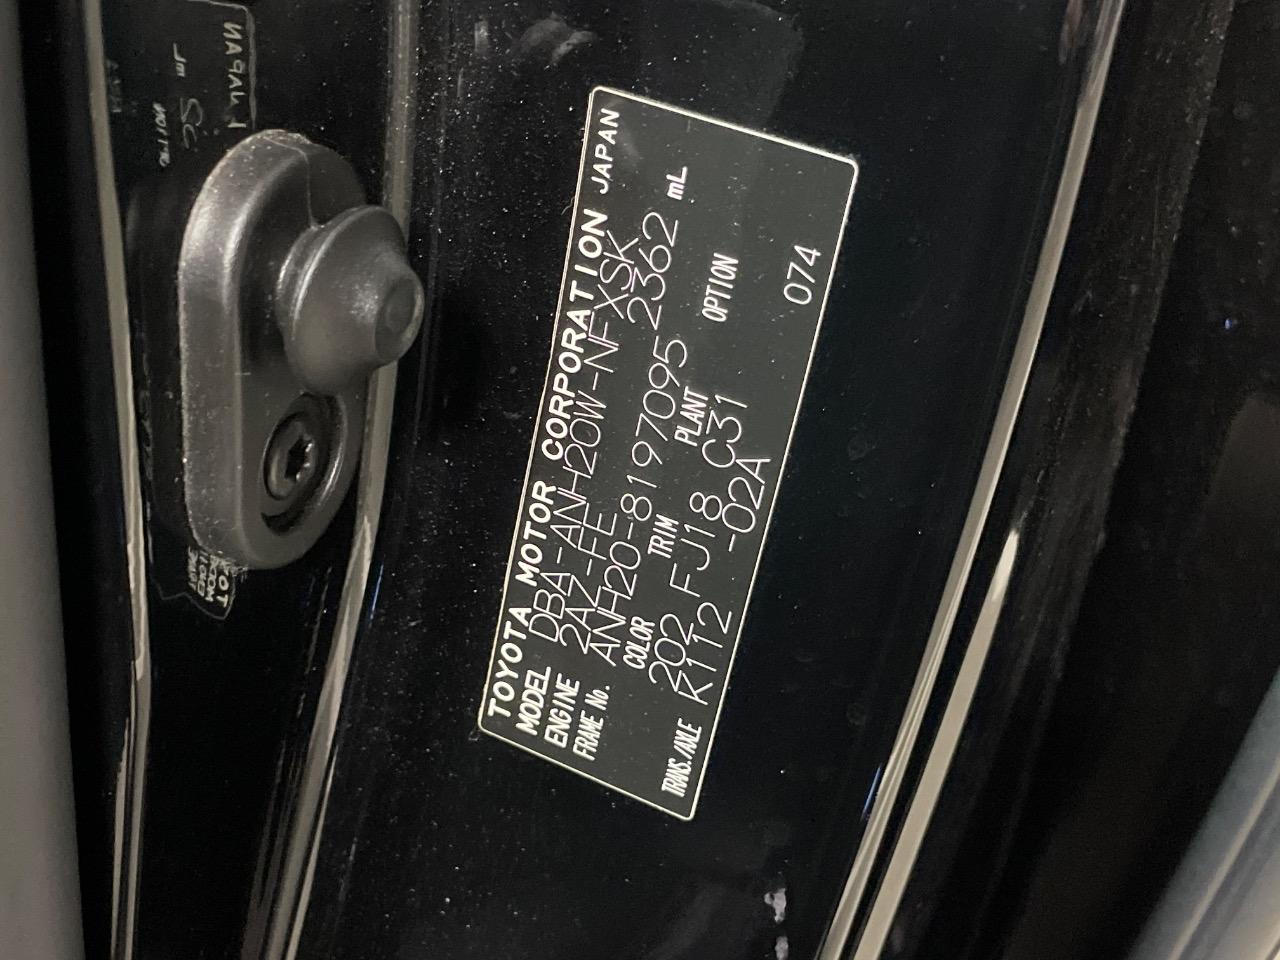 TOYOTA MOTOR CORPORATION JAPAN
MODEL DBA-ANH20W-NFXSK
ENGINE 2AZ-FE 2362 mL
FRAME No. ANH20-8197095
COLOR TRIM PLANT OPTION
202 FJ18 C31
TRANS./AXLE K112 -02A 074